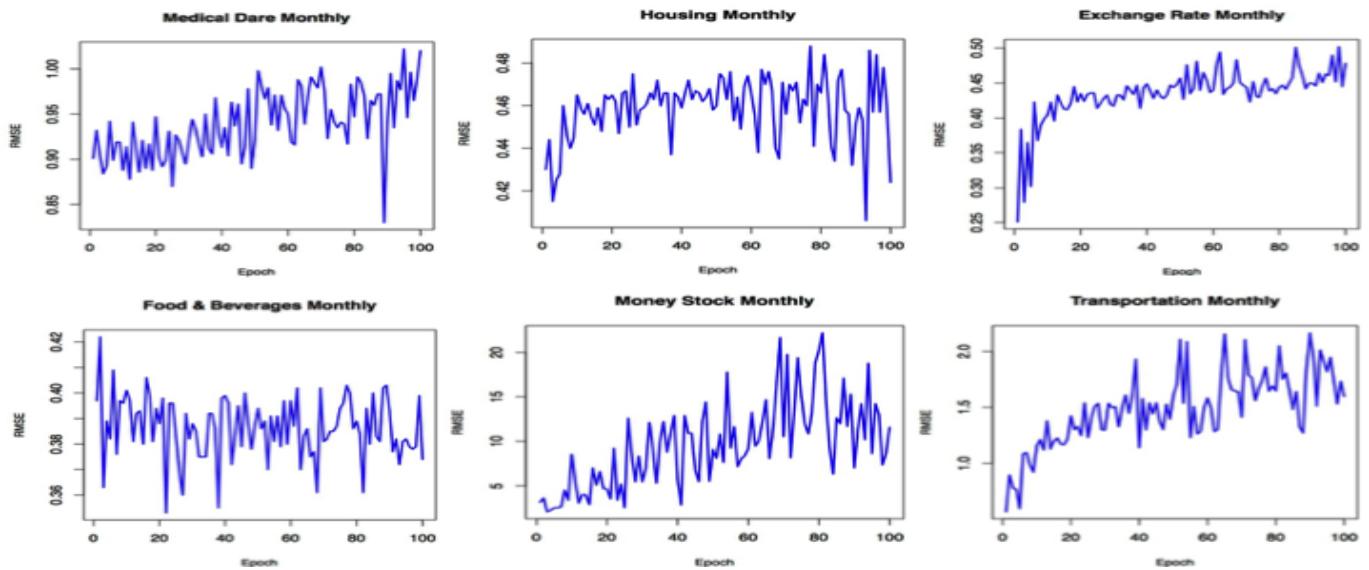 Medical Dare Monthly
RMSE
1.00
0.95
0.90
0.85
0 20 40 60 80 100
Epoch
Housing Monthly
RMSE
0.48
0.46
0.44
0.42
0 20 40 60 80 100
Epoch
Exchange Rate Monthly
RMSE
0.50
0.45
0.40
0.35
0.30
0.25
0 20 40 60 80 100
Epogh
Food & Beverages Monthly
RMSE
0.42
0.40
0.38
0.36
0 20 40 60 80 100
Epoch
Money Stock Monthly
RMSE
20
15
10
5
0 20 40 60 80 100
Epoch
Transportation Monthly
RMSE
2.0
1.5
1.0
0 20 40 60 80 100
Epoch